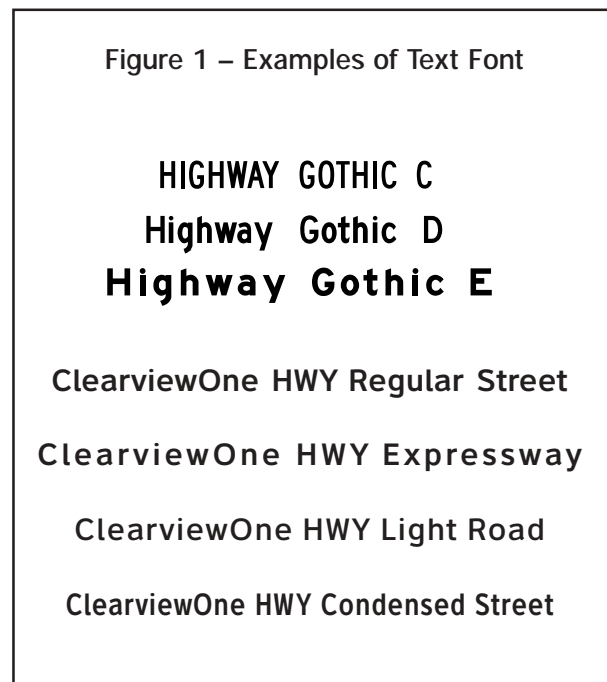 Figure 1 – Examples of Text Font
HIGHWAY GOTHIC C
Highway Gothic D
Highway Gothic E
ClearviewOne HWY Regular Street
ClearviewOne HWY Expressway
ClearviewOne HWY Light Road
ClearviewOne HWY Condensed Street